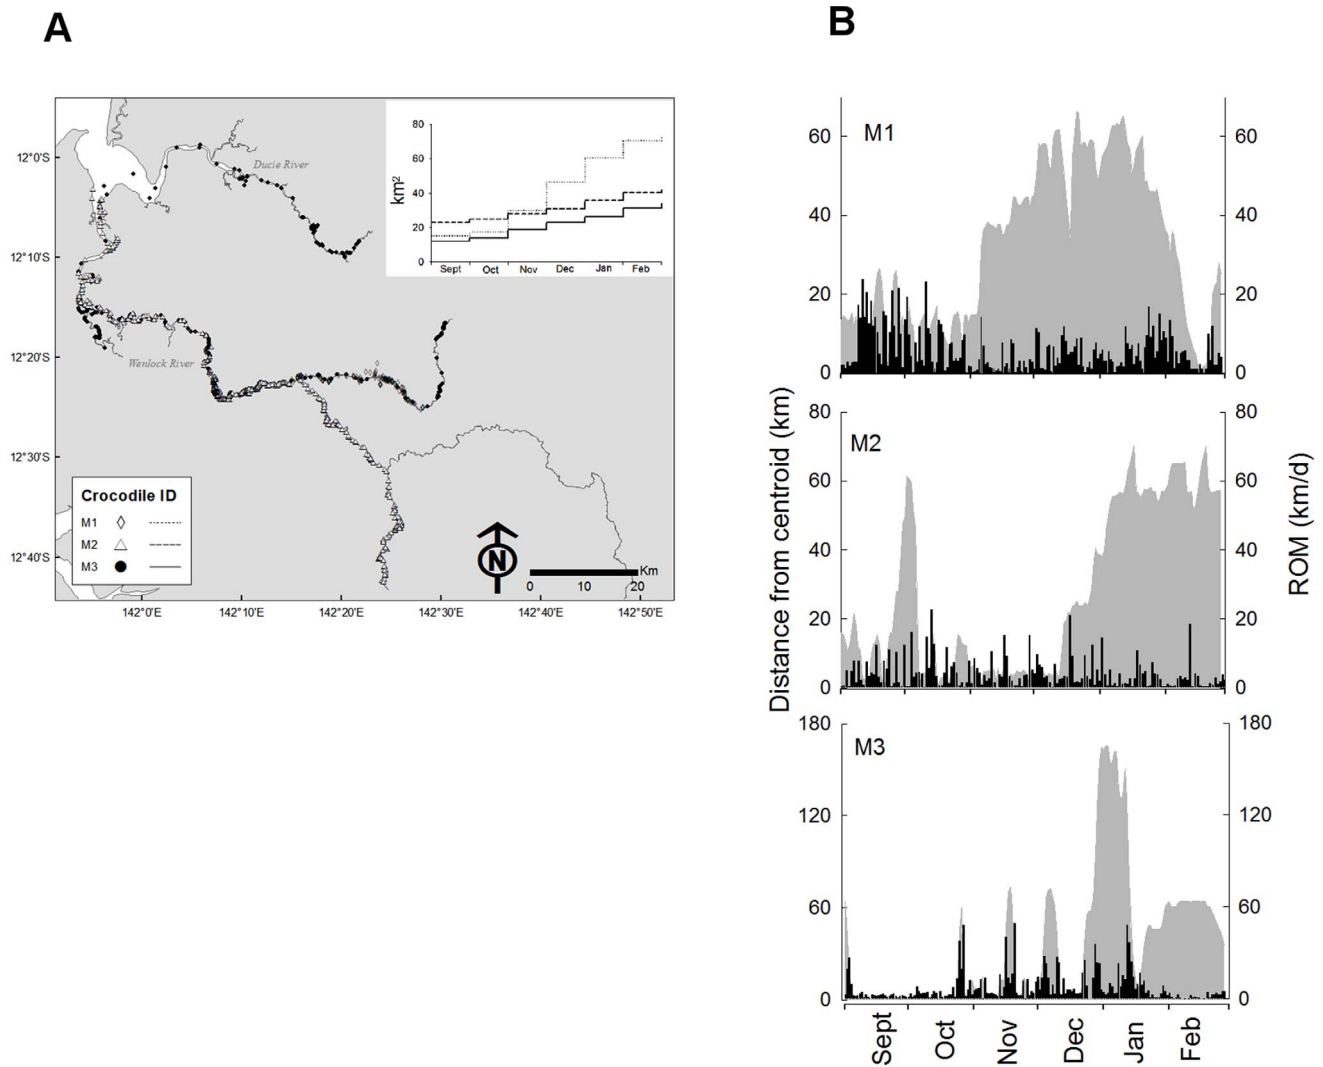 A
B
12°0'S
12°10'S
12°20'S
12°30'S
12°40'S
142°0'E
142°10'E
142°20'E
142°30'E
142°40'E
142°50'E
Ducie River
Wenlock River
80
60
40
20
0
km²
Sept Oct Nov Dec Jan Feb
Crocodile ID
M1
M2
M3
N
Km
0 10 20
Distance from centroid (km)
ROM (km/d)
M1
60 60
40 40
20 20
0 0
M2
80 80
60 60
40 40
20 20
0 0
M3
180 180
120 120
60 60
0 0
Sept Oct Nov Dec Jan Feb